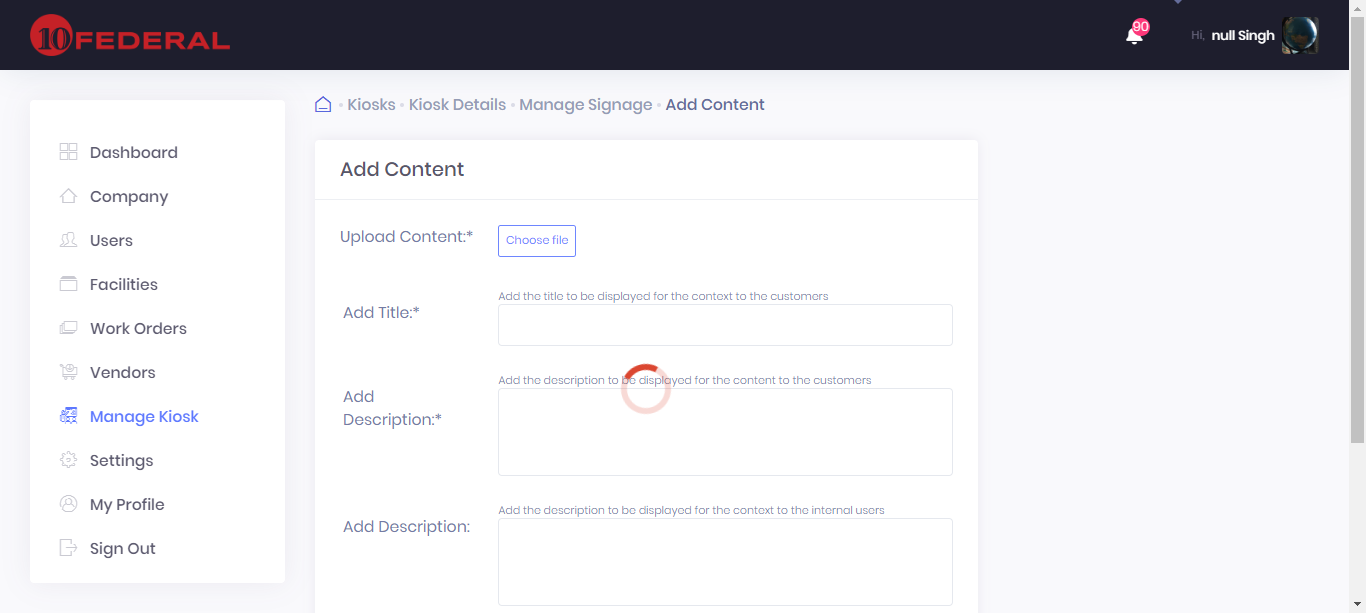 10 FEDERAL
90
Hi, null Singh
Kiosks • Kiosk Details • Manage Signage • Add Content
Dashboard
Company
Users
Facilities
Work Orders
Vendors
Manage Kiosk
Settings
My Profile
Sign Out
Add Content
Upload Content:*
Choose file
Add the title to be displayed for the context to the customers
Add Title:*
Add the description to be displayed for the content to the customers
Add
Description:*
Add the description to be displayed for the context to the internal users
Add Description: